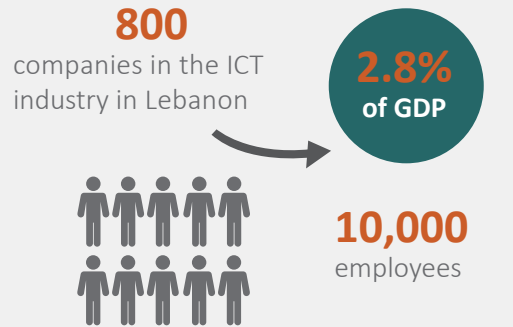 800
companies in the ICT
industry in Lebanon
2.8%
of GDP
10,000
employees